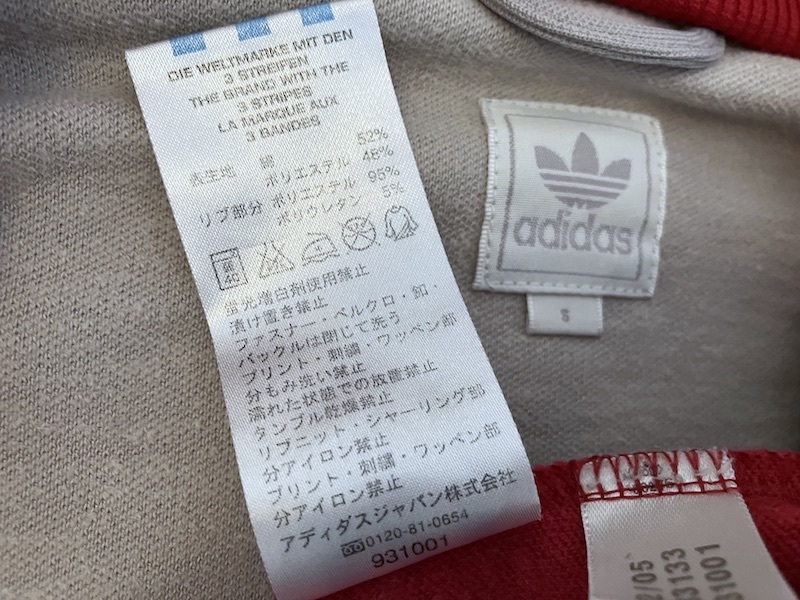 DIE WELTMARKE MIT DEN
3 STREIFEN
THE BRAND WITH THE
3 STRIPES
LA MARQUE AUX
3 BANDES
表生地 綿 52%
ポリエステル 48%
リブ部分 ポリエステル 95%
ポリウレタン 5%
蛍光増白剤使用禁止
漬け置き禁止
ファスナー・ベルクロ・釦・
バックルは閉じて洗う
プリント・刺繍・ワッペン部
分もみ洗い禁止
濡れた状態での放置禁止
タンブル乾燥禁止
リブニット・シャーリング部
分アイロン禁止
プリント・刺繍・ワッペン部
分アイロン禁止
アディダスジャパン株式会社
0120-81-0654
931001
adidas
S
2/05
3133
31001